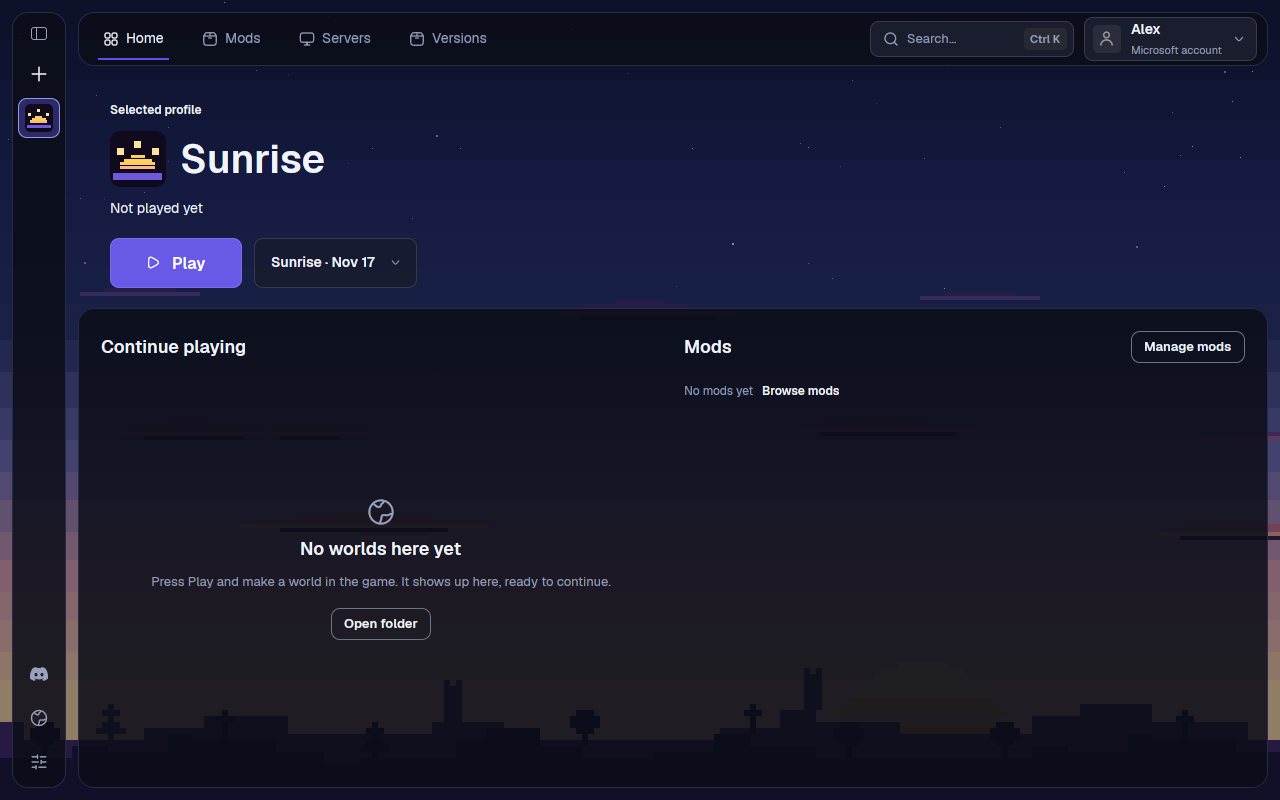 Home
Mods
Servers
Versions
Search...
Ctrl K
Alex
Microsoft account
Selected profile
Sunrise
Not played yet
Play
Sunrise · Nov 17
Continue playing
Mods
Manage mods
No mods yet Browse mods
No worlds here yet
Press Play and make a world in the game. It shows up here, ready to continue.
Open folder